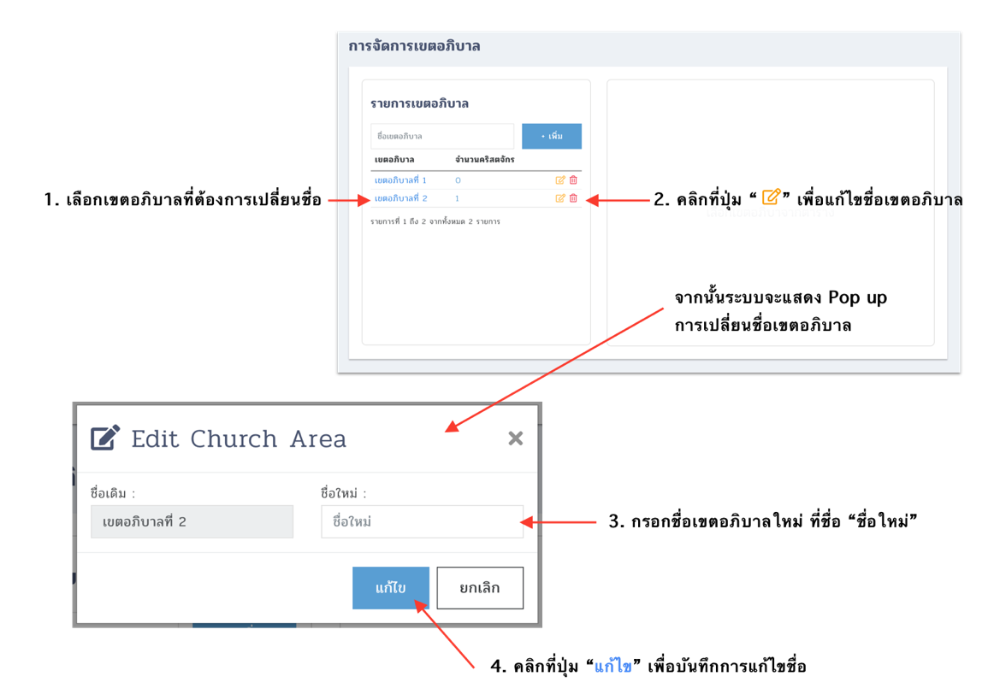 การจัดการเขตอภิบาล
รายการเขตอภิบาล
ชื่อเขตอภิบาล
+ เพิ่ม
เขตอภิบาล จำนวนคริสตจักร
เขตอภิบาลที่ 1 0
เขตอภิบาลที่ 2 1
รายการที่ 1 ถึง 2 จากทั้งหมด 2 รายการ
1. เลือกเขตอภิบาลที่ต้องการเปลี่ยนชื่อ
2. คลิกที่ปุ่ม “ ” เพื่อแก้ไขชื่อเขตอภิบาล
จากนั้นระบบจะแสดง Pop up
การเปลี่ยนชื่อเขตอภิบาล
Edit Church Area
ชื่อเดิม : ชื่อใหม่ :
เขตอภิบาลที่ 2 ชื่อใหม่
3. กรอกชื่อเขตอภิบาลใหม่ ที่ชื่อ “ชื่อใหม่”
แก้ไข ยกเลิก
4. คลิกที่ปุ่ม “แก้ไข” เพื่อบันทึกการแก้ไขชื่อ